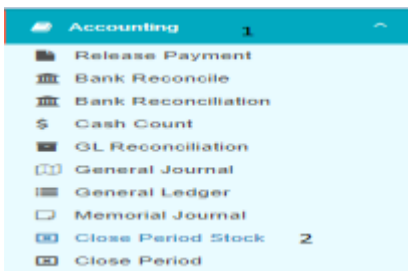 Accounting 1
Release Payment
Bank Reconcile
Bank Reconciliation
$ Cash Count
GL Reconciliation
General Journal
General Ledger
Memorial Journal
Close Period Stock 2
Close Period